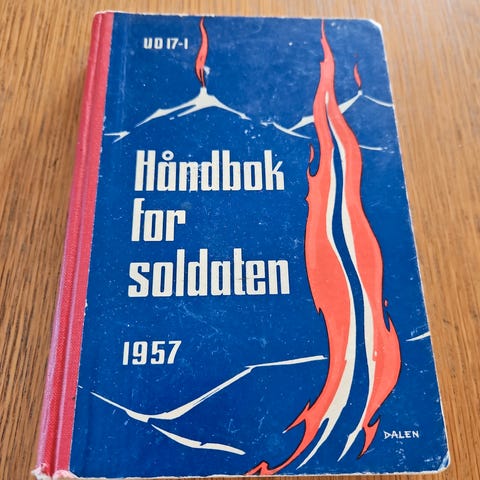 UD 17-1
Håndbok
for
soldaten
1957
DALEN